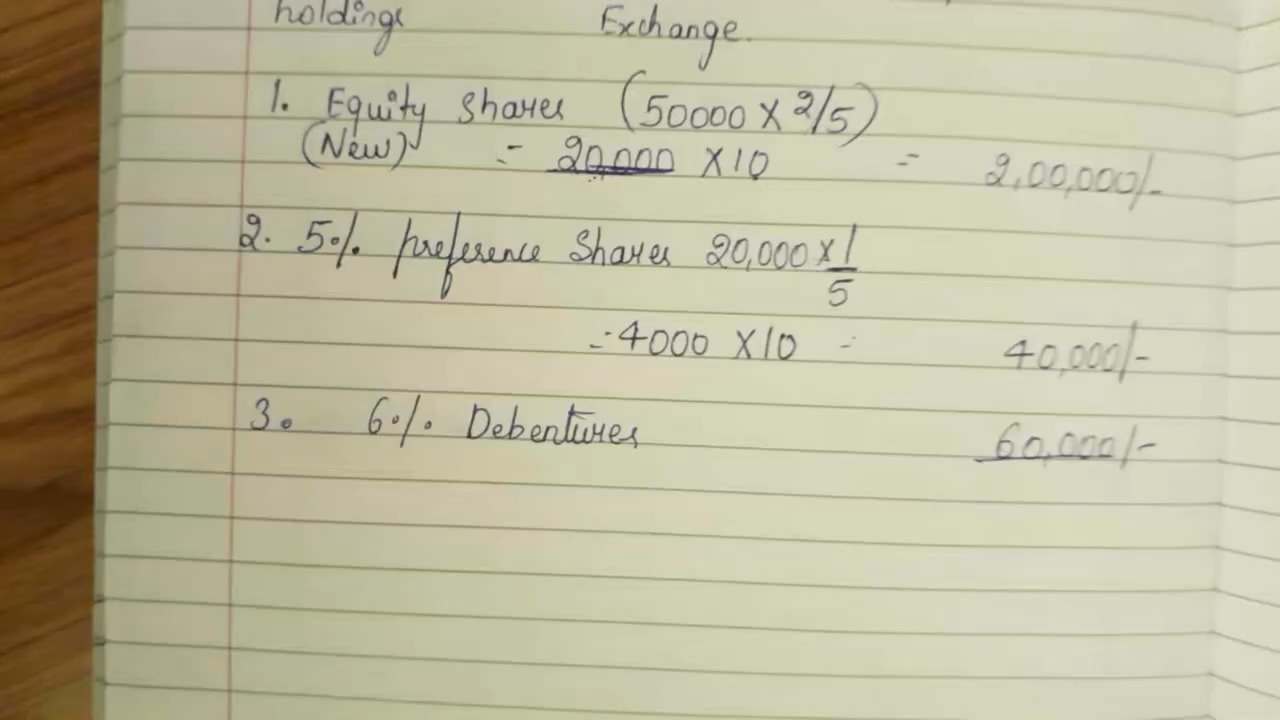 holdings Exchange.
1. Equity Shares (50000 X 2/5)
(New) = 20,000 X 10 = 2,00,000/-
2. 5% preference Shares 20,000 x 1/5
= 4000 X 10 = 40,000/-
3. 6% Debentures 60,000/-